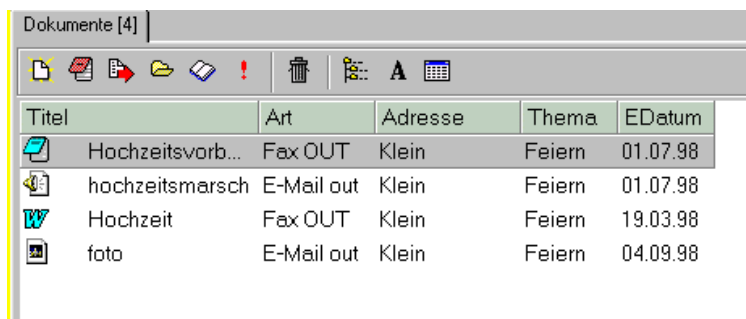 Dokumente [4]
A
Titel Art Adresse Thema EDatum
Hochzeitsvorb... Fax OUT Klein Feiern 01.07.98
hochzeitsmarsch E-Mail out Klein Feiern 01.07.98
Hochzeit Fax OUT Klein Feiern 19.03.98
foto E-Mail out Klein Feiern 04.09.98